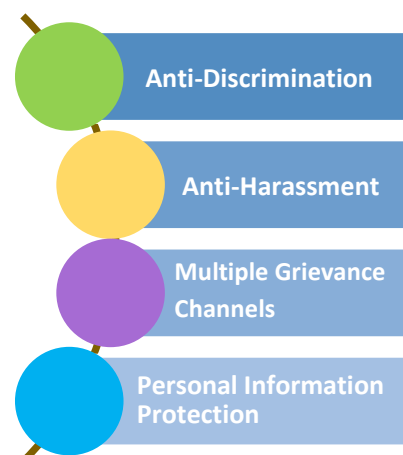 Anti-Discrimination
Anti-Harassment
Multiple Grievance
Channels
Personal Information
Protection